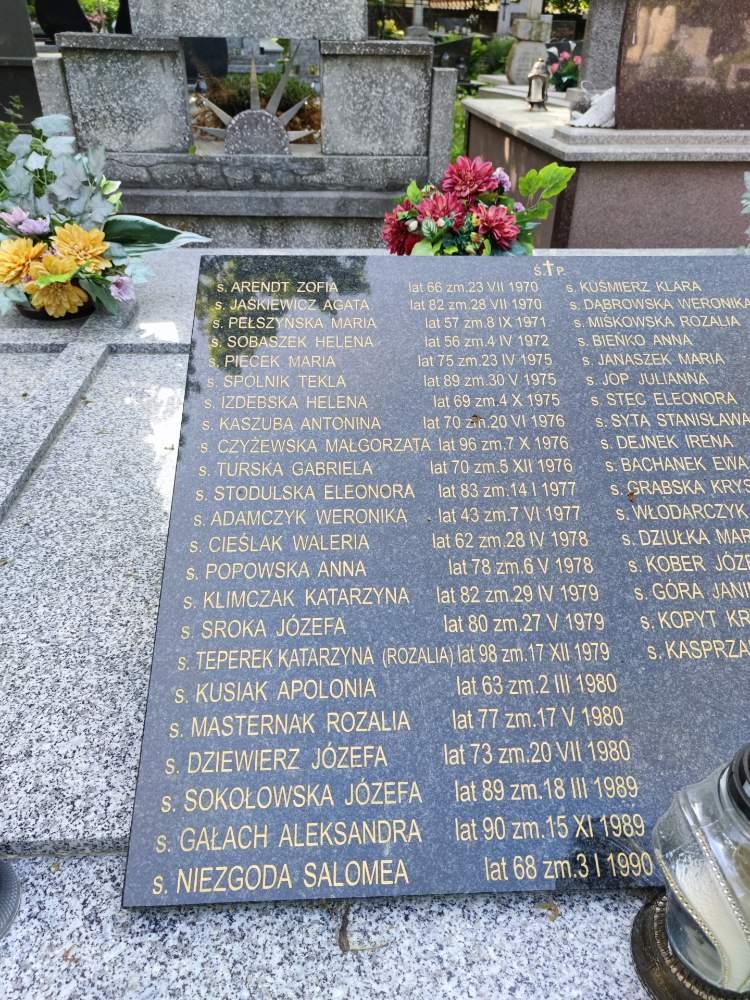 Ś†P.
s. ARENDT ZOFIA lat 66 zm.23 VII 1970
s. JAŚKIEWICZ AGATA lat 82 zm.28 VII 1970
s. PEŁSZYŃSKA MARIA lat 57 zm.8 IX 1971
s. SOBASZEK HELENA lat 56 zm.4 IV 1972
s. PIECEK MARIA lat 75 zm.23 IV 1975
s. SPÓLNIK TEKLA lat 89 zm.30 V 1975
s. IZDEBSKA HELENA lat 69 zm.4 X 1975
s. KASZUBA ANTONINA lat 70 zm.20 VI 1976
s. CZYŻEWSKA MAŁGORZATA lat 96 zm.7 X 1976
s. TURSKA GABRIELA lat 70 zm.5 XII 1976
s. STODULSKA ELEONORA lat 83 zm.14 I 1977
s. ADAMCZYK WERONIKA lat 43 zm.7 VI 1977
s. CIEŚLAK WALERIA lat 62 zm.28 IV 1978
s. POPOWSKA ANNA lat 78 zm.6 V 1978
s. KLIMCZAK KATARZYNA lat 82 zm.29 IV 1979
s. SROKA JÓZEFA lat 80 zm.27 V 1979
s. TEPEREK KATARZYNA (ROZALIA) lat 98 zm.17 XII 1979
s. KUSIAK APOLONIA lat 63 zm.2 III 1980
s. MASTERNAK ROZALIA lat 77 zm.17 V 1980
s. DZIEWIERZ JÓZEFA lat 73 zm.20 VII 1980
s. SOKOŁOWSKA JÓZEFA lat 89 zm.18 III 1989
s. GAŁACH ALEKSANDRA lat 90 zm.15 XI 1989
s. NIEZGODA SALOMEA lat 68 zm.3 I 1990
s. KUŚMIERZ KLARA
s. DĄBROWSKA WERONIKA
s. MIŚKOWSKA ROZALIA
s. BIENKO ANNA
s. JANASZEK MARIA
s. JOP JULIANNA
s. STEC ELEONORA
s. SYTA STANISŁAWA
s. DEJNEK IRENA
s. BACHANEK EWA
s. GRABSKA KRYS
s. WŁODARCZYK
s. DZIUŁKA MAR
s. KOBER JÓZE
s. GÓRA JANI
s. KOPYT KR
s. KASPRZA